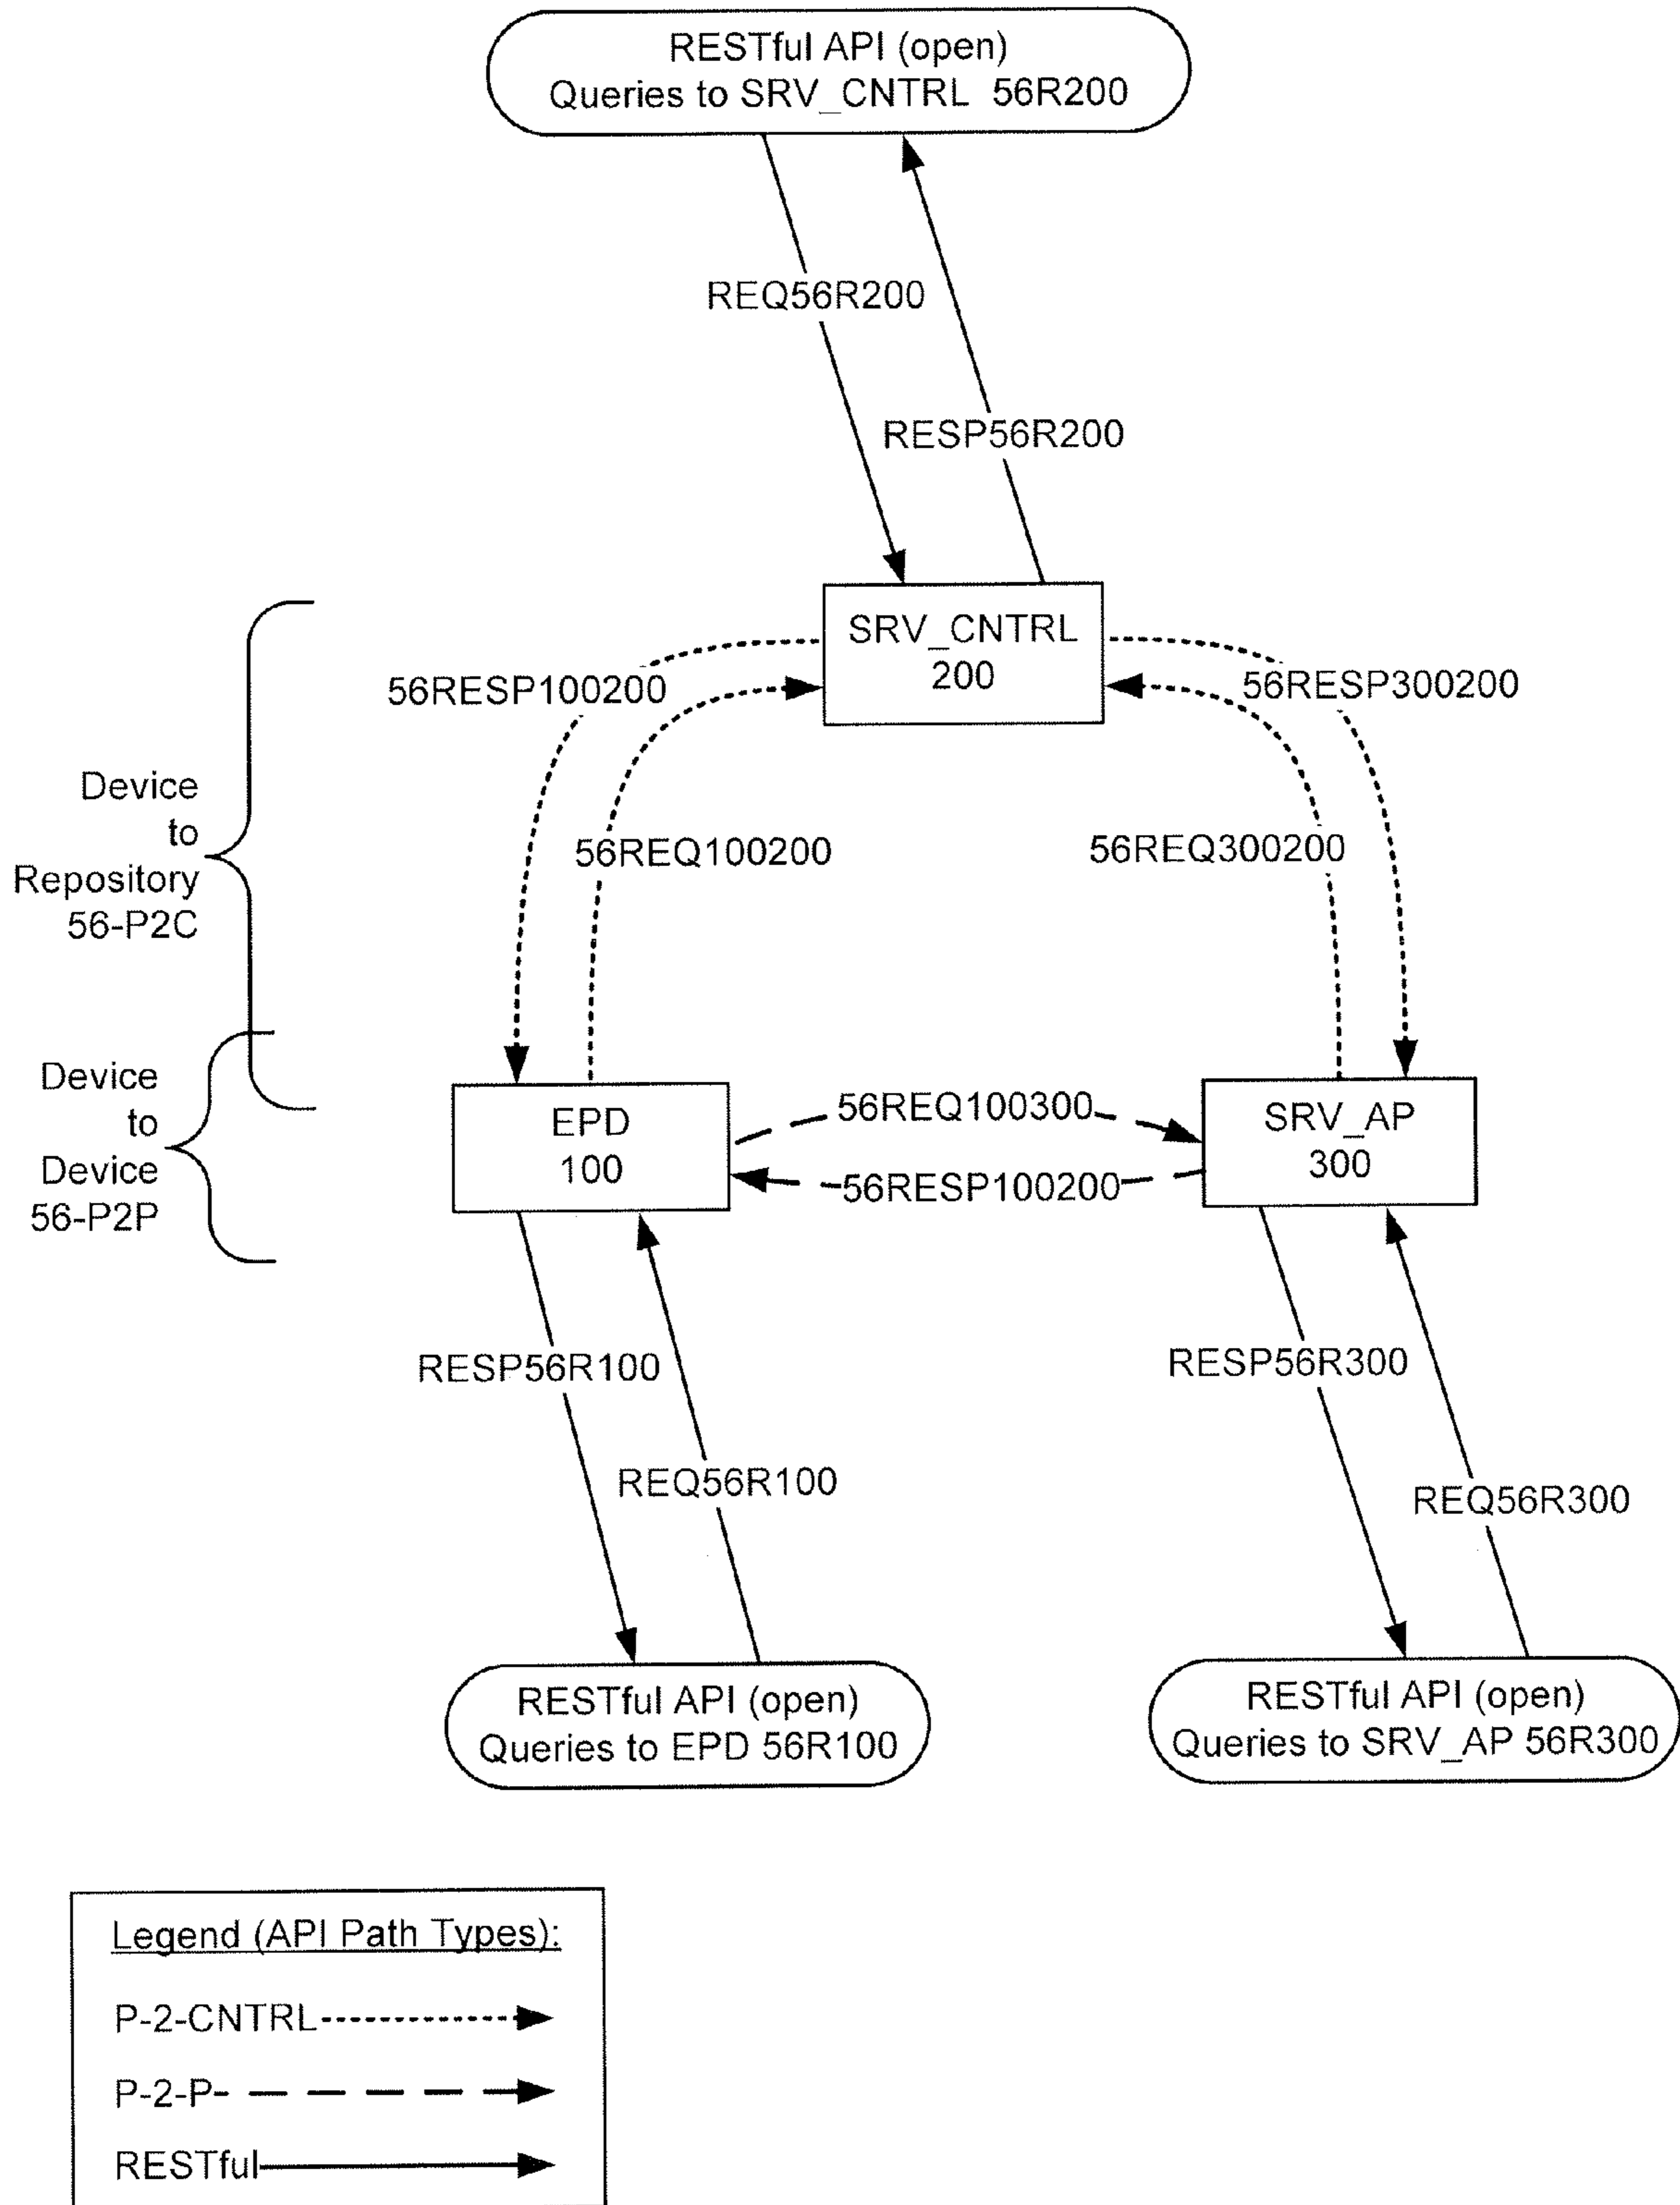 RESTful API (open)
Queries to SRV_CNTRL 56R200
REQ56R200
RESP56R200
SRV_CNTRL
200
56RESP100200
56RESP300200
Device
to
Repository
56-P2C
56REQ100200
56REQ300200
Device
to
Device
56-P2P
EPD
100
56REQ100300
56RESP100200
SRV_AP
300
RESP56R100
REQ56R100
RESP56R300
REQ56R300
RESTful API (open)
Queries to EPD 56R100
RESTful API (open)
Queries to SRV_AP 56R300
Legend (API Path Types):
P-2-CNTRL
P-2-P
RESTful